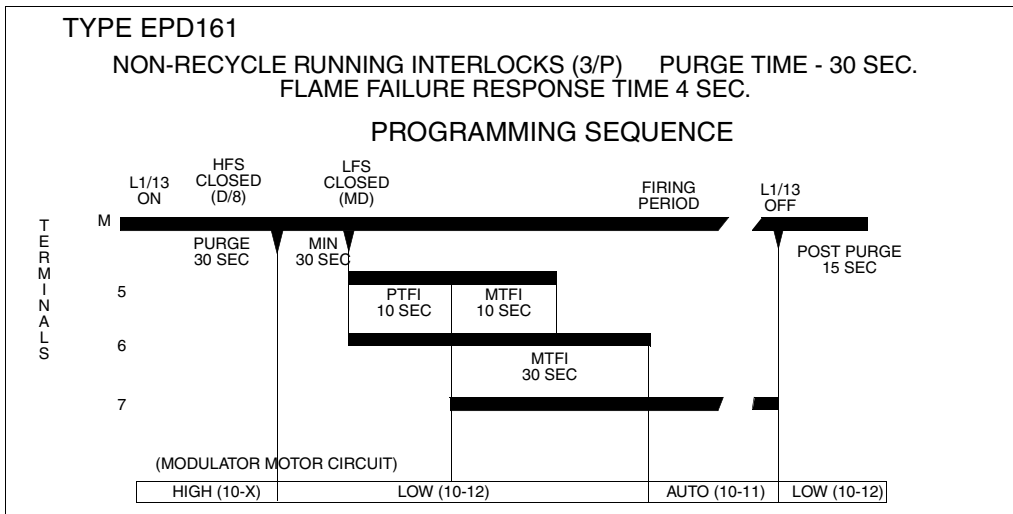 TYPE EPD161
NON-RECYCLE RUNNING INTERLOCKS (3/P) PURGE TIME - 30 SEC.
FLAME FAILURE RESPONSE TIME 4 SEC.
PROGRAMMING SEQUENCE
L1/13
ON
HFS
CLOSED
(D/8)
LFS
CLOSED
(MD)
FIRING
PERIOD
L1/13
OFF
TERMINALS
M
PURGE
30 SEC
MIN
30 SEC
POST PURGE
15 SEC
5
PTFI
10 SEC
MTFI
10 SEC
6
MTFI
30 SEC
7
(MODULATOR MOTOR CIRCUIT)
HIGH (10-X) LOW (10-12) AUTO (10-11) LOW (10-12)